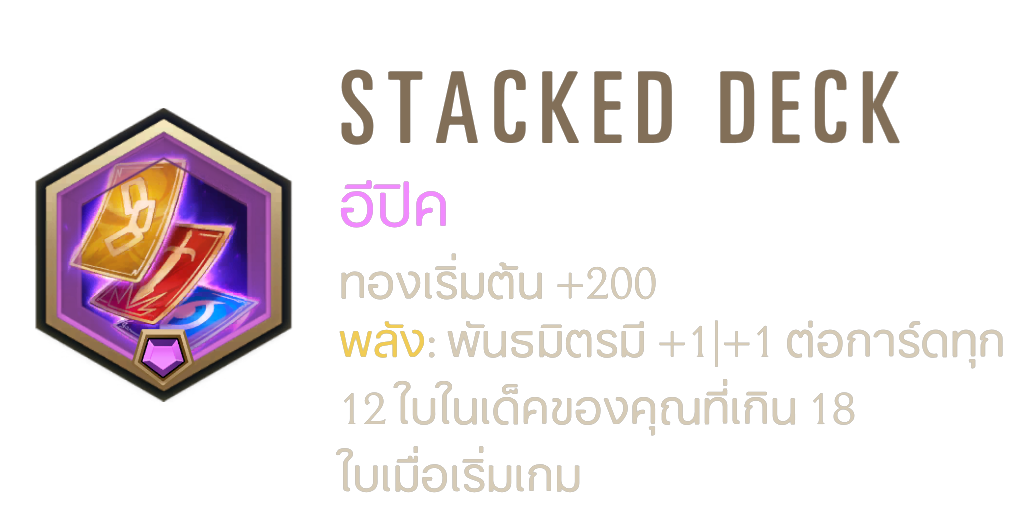 STACKED DECK
อีปิค
ทองเริ่มต้น +200
พลัง: พันธมิตรมี +1|+1 ต่อการ์ดทุก
12 ใบในเด็คของคุณที่เกิน 18
ใบเมื่อเริ่มเกม